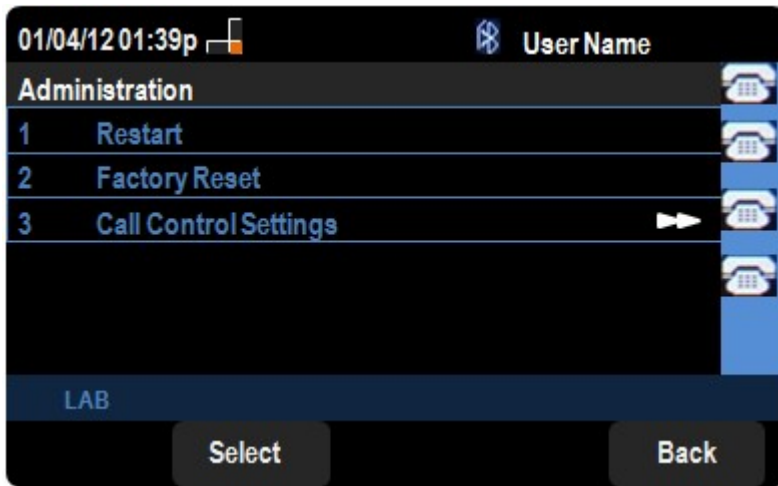 01/04/12 01:39p User Name
Administration
1 Restart
2 Factory Reset
3 Call Control Settings
LAB
Select Back